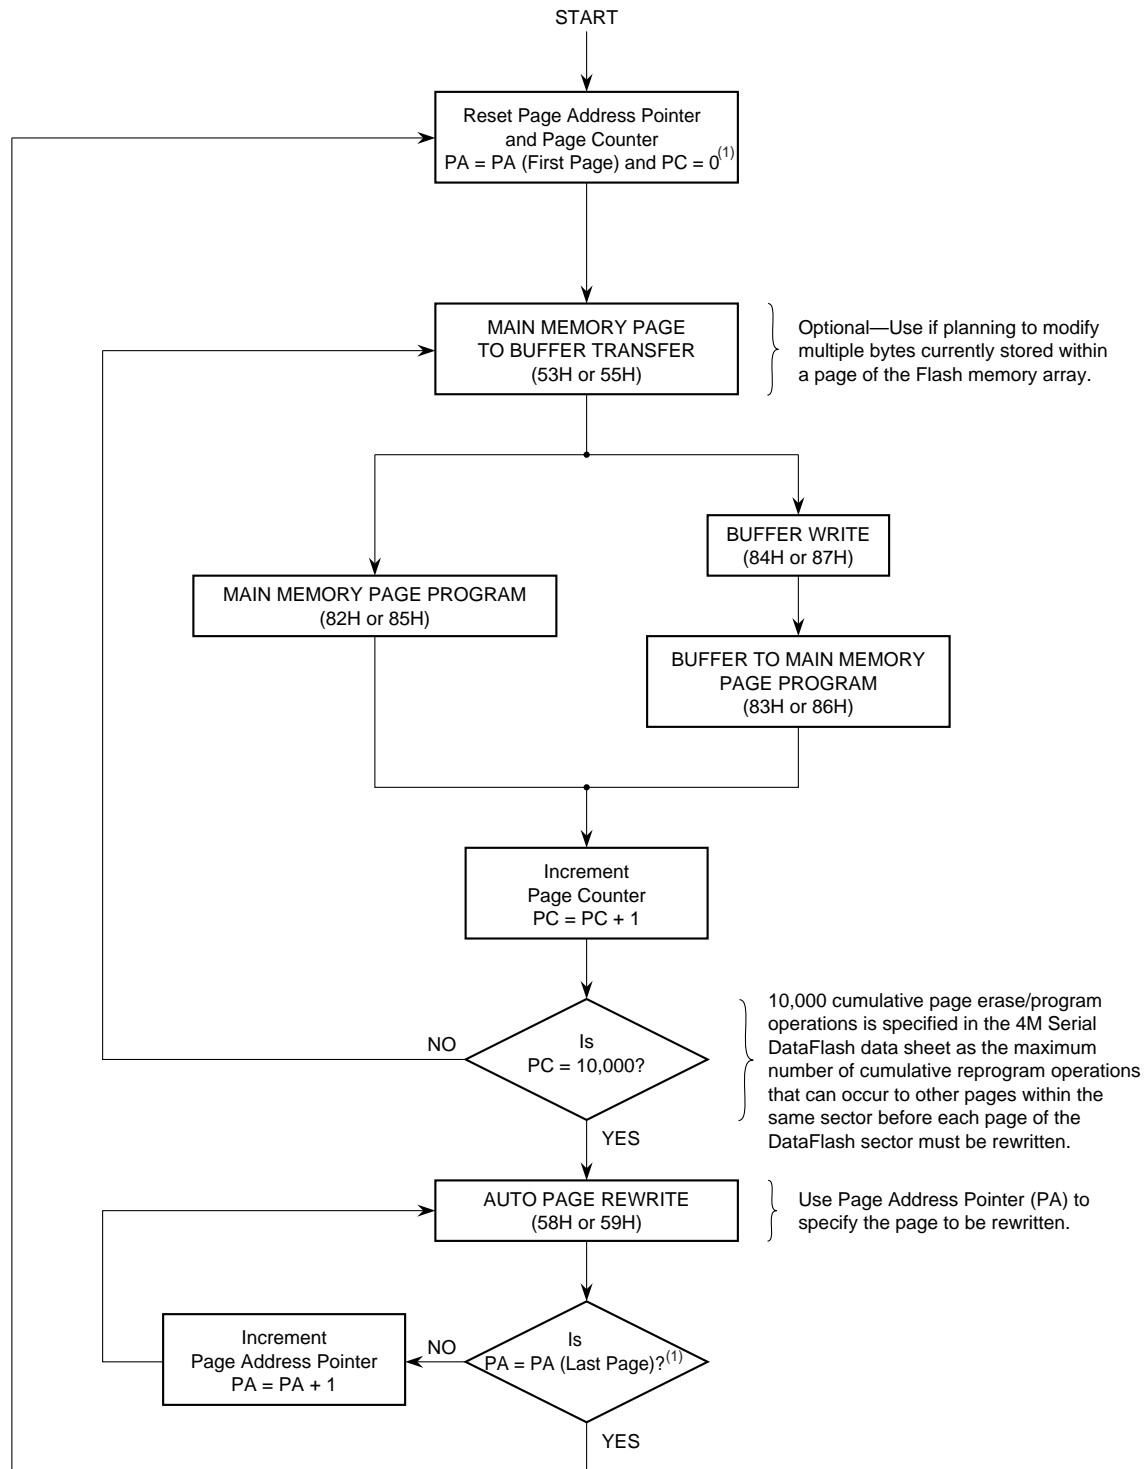 START
Reset Page Address Pointer
and Page Counter
PA = PA (First Page) and PC = 0(1)
MAIN MEMORY PAGE
TO BUFFER TRANSFER
(53H or 55H)
Optional—Use if planning to modify
multiple bytes currently stored within
a page of the Flash memory array.
BUFFER WRITE
(84H or 87H)
MAIN MEMORY PAGE PROGRAM
(82H or 85H)
BUFFER TO MAIN MEMORY
PAGE PROGRAM
(83H or 86H)
Increment
Page Counter
PC = PC + 1
Is
PC = 10,000?
NO
YES
10,000 cumulative page erase/program
operations is specified in the 4M Serial
DataFlash data sheet as the maximum
number of cumulative reprogram operations
that can occur to other pages within the
same sector before each page of the
DataFlash sector must be rewritten.
AUTO PAGE REWRITE
(58H or 59H)
Use Page Address Pointer (PA) to
specify the page to be rewritten.
Increment
Page Address Pointer
PA = PA + 1
NO
Is
PA = PA (Last Page)?(1)
YES